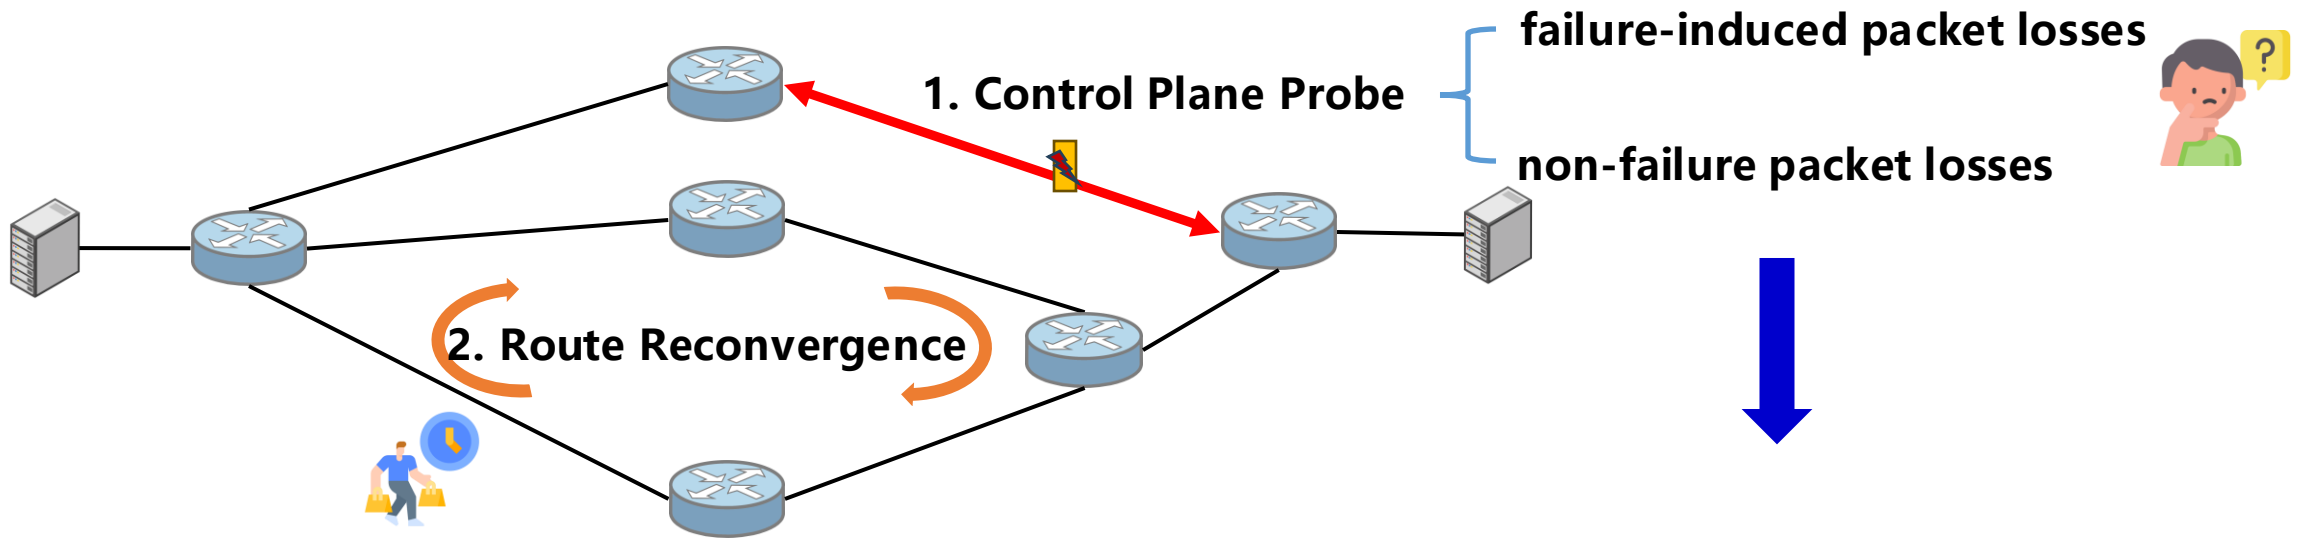 failure-induced packet losses
1. Control Plane Probe
non-failure packet losses
2. Route Reconvergence
?